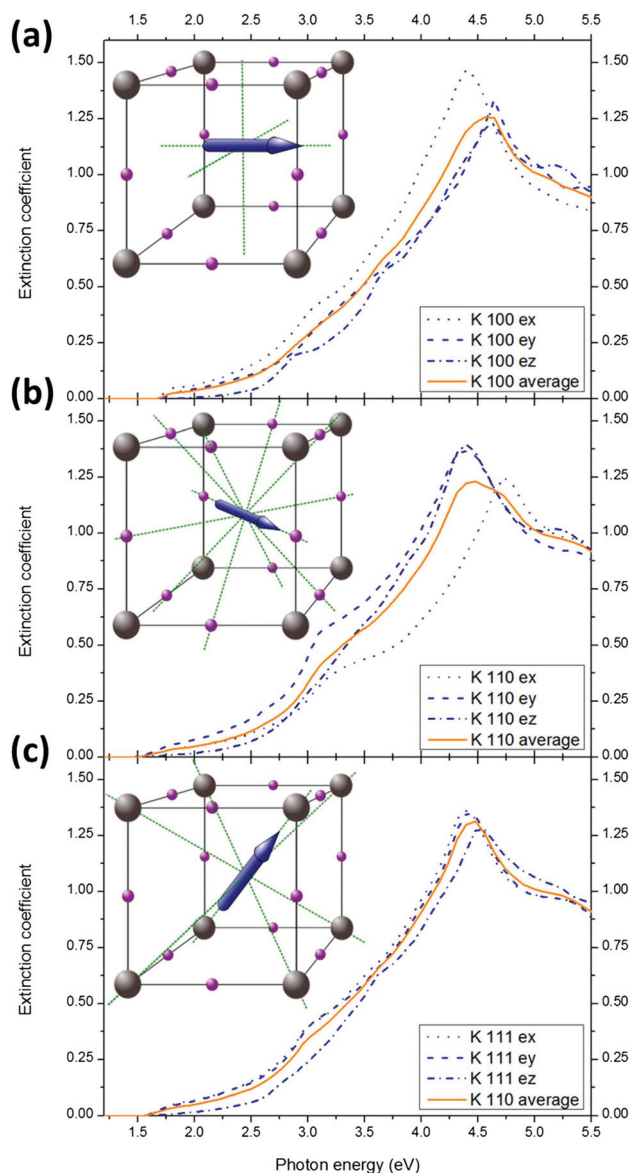 (a)
1.5 2.0 2.5 3.0 3.5 4.0 4.5 5.0 5.5
1.50
1.25
1.00
0.75
0.50
0.25
0.00
Extinction coefficient
K 100 ex
K 100 ey
K 100 ez
K 100 average
(b)
1.50
1.25
1.00
0.75
0.50
0.25
0.00
Extinction coefficient
K 110 ex
K 110 ey
K 110 ez
K 110 average
(c)
1.50
1.25
1.00
0.75
0.50
0.25
0.00
Extinction coefficient
K 111 ex
K 111 ey
K 111 ez
K 110 average
1.5 2.0 2.5 3.0 3.5 4.0 4.5 5.0 5.5
Photon energy (eV)